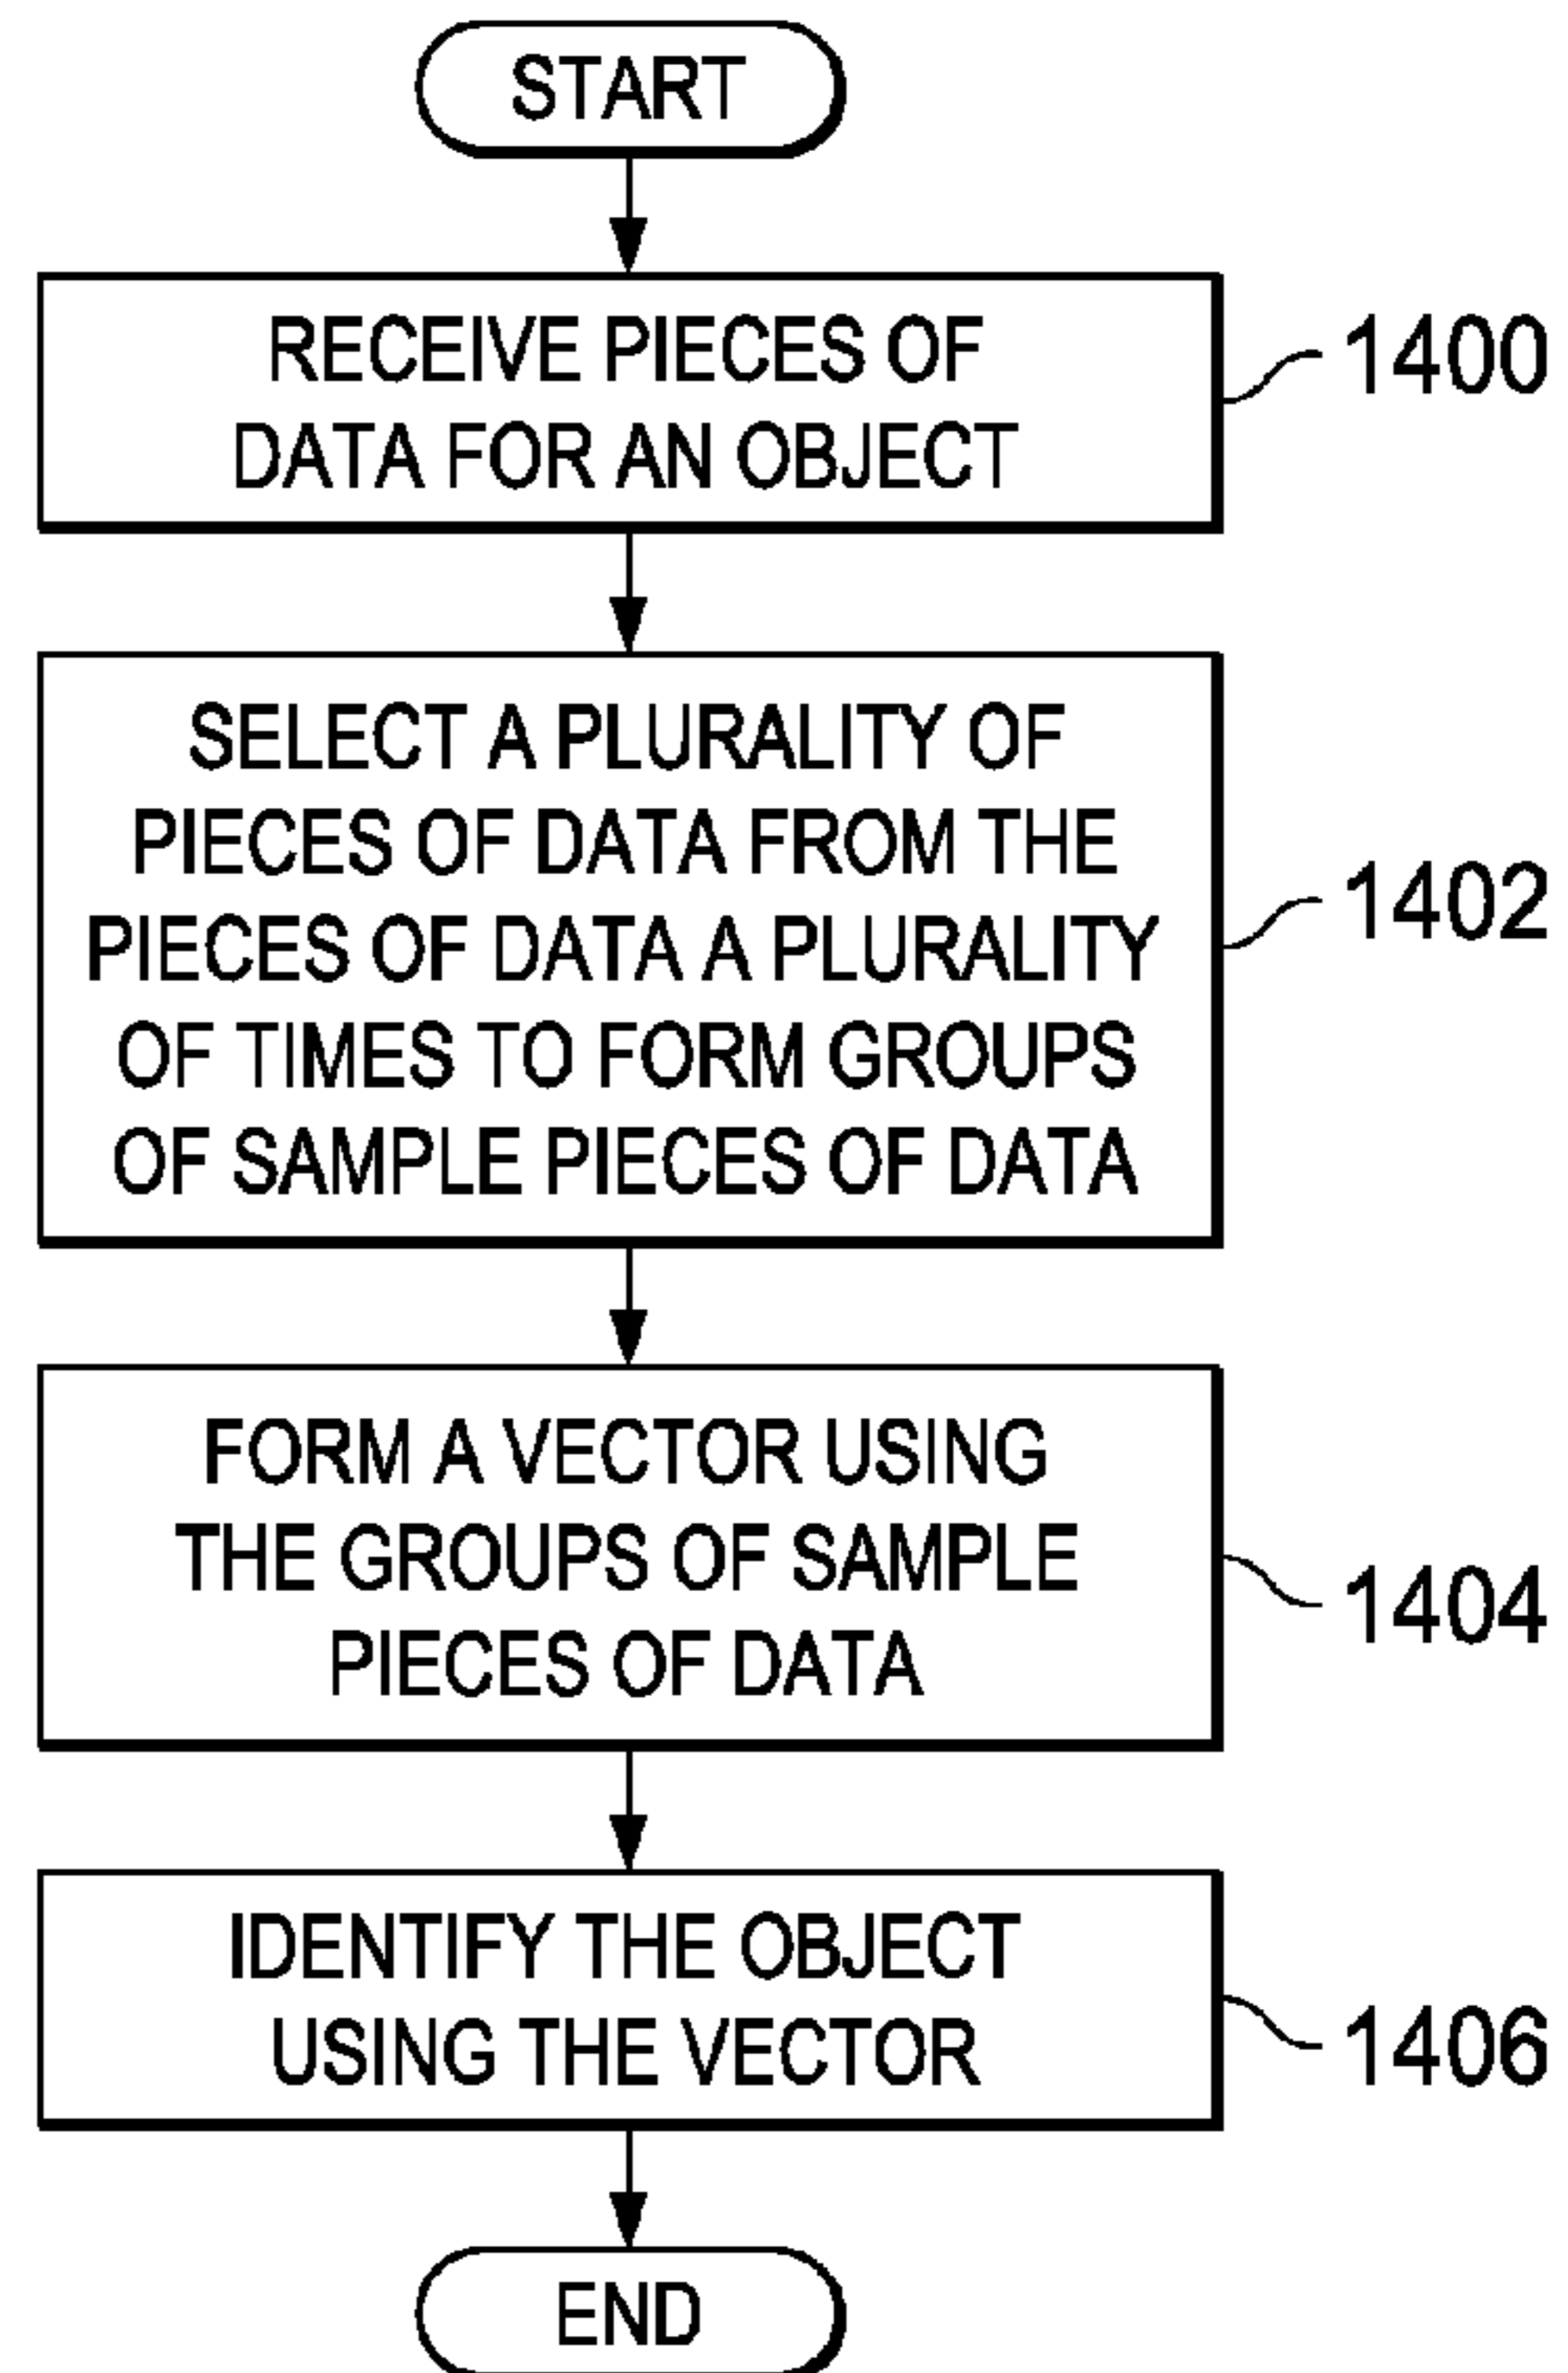 START
RECEIVE PIECES OF
DATA FOR AN OBJECT
1400
SELECT A PLURALITY OF
PIECES OF DATA FROM THE
PIECES OF DATA A PLURALITY
OF TIMES TO FORM GROUPS
OF SAMPLE PIECES OF DATA
1402
FORM A VECTOR USING
THE GROUPS OF SAMPLE
PIECES OF DATA
1404
IDENTIFY THE OBJECT
USING THE VECTOR
1406
END